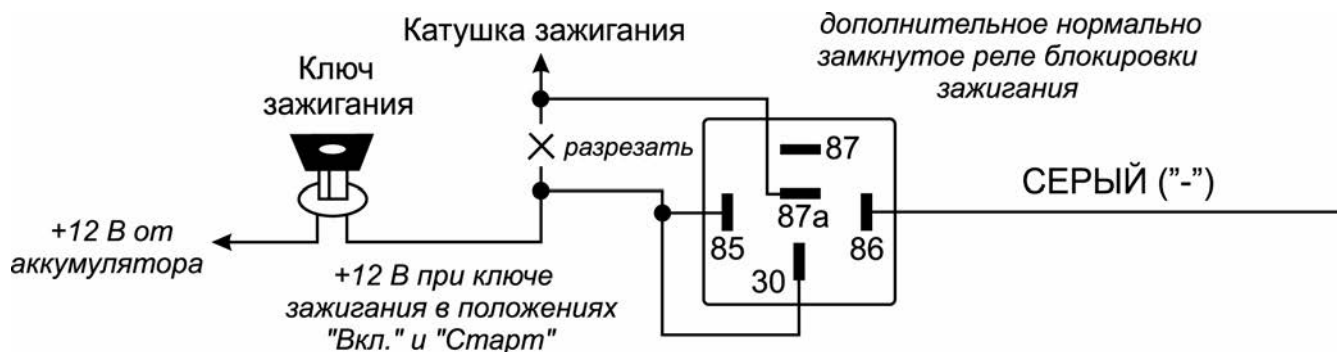 Катушка зажигания
дополнительное нормально
замкнутое реле блокировки
зажигания
Ключ
зажигания
разрезать
87
87а
85
86
30
СЕРЫЙ ("-")
+12 В от
аккумулятора
+12 В при ключе
зажигания в положениях
"Вкл." и "Старт"